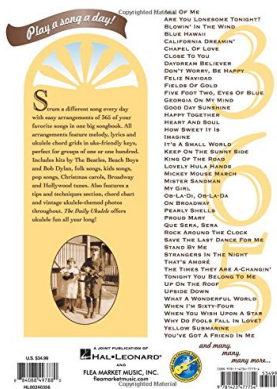 Copyrighted Material
Play a song a day!
Strum a different song every day
with easy arrangements of 365 of your
favorite songs in one big songbook. All
arrangements feature melody, lyrics and
ukulele chord grids in uke-friendly keys,
perfect for groups of one or one hundred.
Includes hits by The Beatles, Beach Boys
and Bob Dylan, folk songs, kids songs,
pop songs, Christmas carols, Broadway
and Hollywood tunes. Also features a
tips and techniques section, chord chart
and vintage ukulele-themed photos
throughout. The Daily Ukulele offers
ukulele fun all year long!
365
All of Me
Are You Lonesome Tonight?
Blowin' in the Wind
Blue Hawaii
California Dreamin'
Chapel of Love
Close to You
Daydream Believer
Don't Worry, Be Happy
Feliz Navidad
Fields of Gold
Five Foot Two, Eyes of Blue
Georgia on My Mind
Good Day Sunshine
Happy Together
Heart and Soul
How Sweet It Is
Imagine
It's a Small World
Keep on the Sunny Side
King of the Road
Lovely Hula Hands
Mickey Mouse March
Mister Sandman
My Girl
Ob-La-Di, Ob-La-Da
On Broadway
Pearly Shells
Proud Mary
Que Sera, Sera
Rock Around the Clock
Save the Last Dance for Me
Stand by Me
Strangers in the Night
That's Amoré
The Times They Are A-Changin'
Tonight You Belong to Me
Up on the Roof
Upside Down
What a Wonderful World
When I'm Sixty-Four
When You Wish Upon a Star
Why Do Fools Fall in Love?
Yellow Submarine
You've Got a Friend in Me
and many,
many,
many more...
U.S. $34.99
HL00240356
A JOINT PUBLICATION OF
HAL•LEONARD®
AND
FLEA MARKET MUSIC, INC.
fleamarketmusic.com
Copyrighted Material